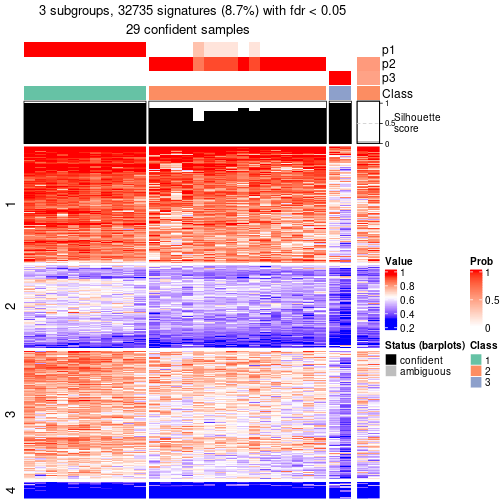 3 subgroups, 32735 signatures (8.7%) with fdr < 0.05
29 confident samples
p1
p2
p3
Class
1
0.5
0
Silhouette
score
1
2
3
4
Value
1
0.8
0.6
0.4
0.2
Prob
1
0.5
0
Status (barplots)
confident
ambiguous
Class
1
2
3